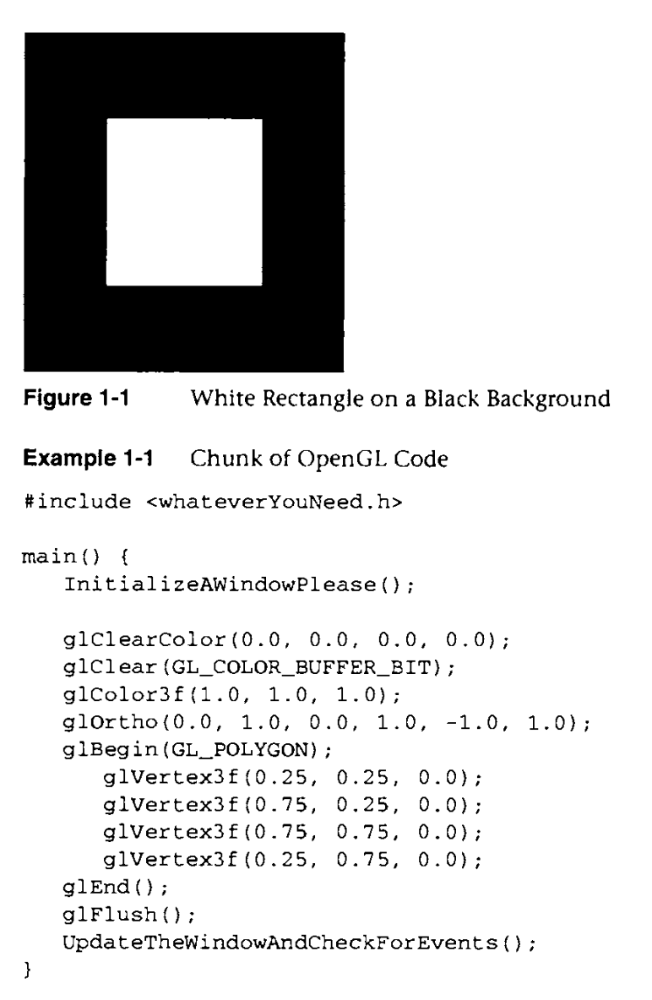 Figure 1-1 White Rectangle on a Black Background
Example 1-1 Chunk of OpenGL Code
#include <whateverYouNeed.h>
main() {
InitializeAWindowPlease();
glClearColor(0.0, 0.0, 0.0, 0.0);
glClear(GL_COLOR_BUFFER_BIT);
glColor3f(1.0, 1.0, 1.0);
glOrtho(0.0, 1.0, 0.0, 1.0, -1.0, 1.0);
glBegin(GL_POLYGON);
glVertex3f(0.25, 0.25, 0.0);
glVertex3f(0.75, 0.25, 0.0);
glVertex3f(0.75, 0.75, 0.0);
glVertex3f(0.25, 0.75, 0.0);
glEnd();
glFlush();
UpdateTheWindowAndCheckForEvents();
}